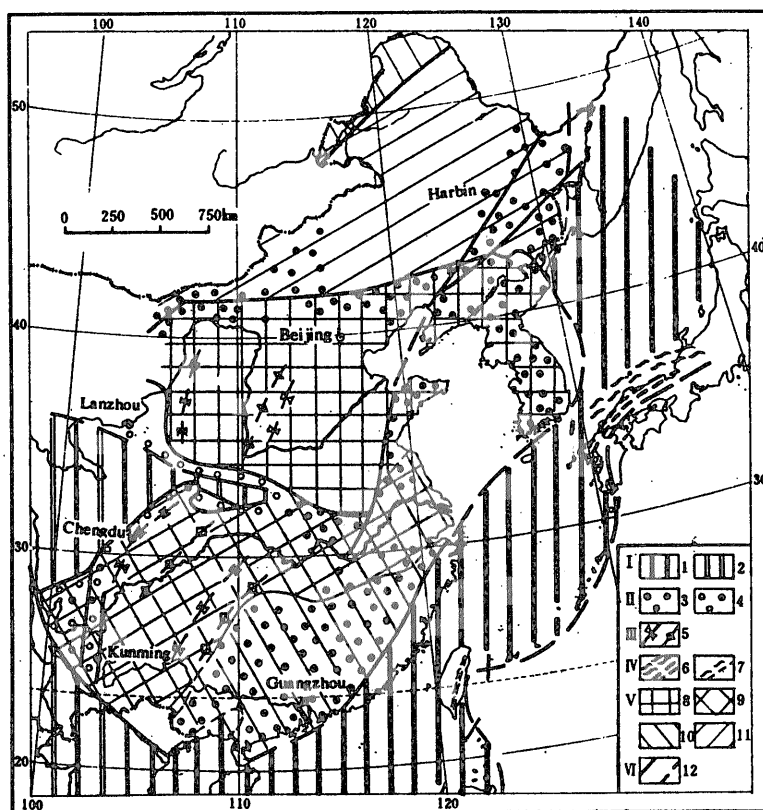 100 110 120 130 140
50
Harbin
0 250 500 750km
40
40
Beijing
Lanzhou
30
Chengdu
30
I 1 2
II 3 4
III 5
Kunming
IV 6 7
Guangzhou
V 8 9
10 11
20
VI 12
100 110 120